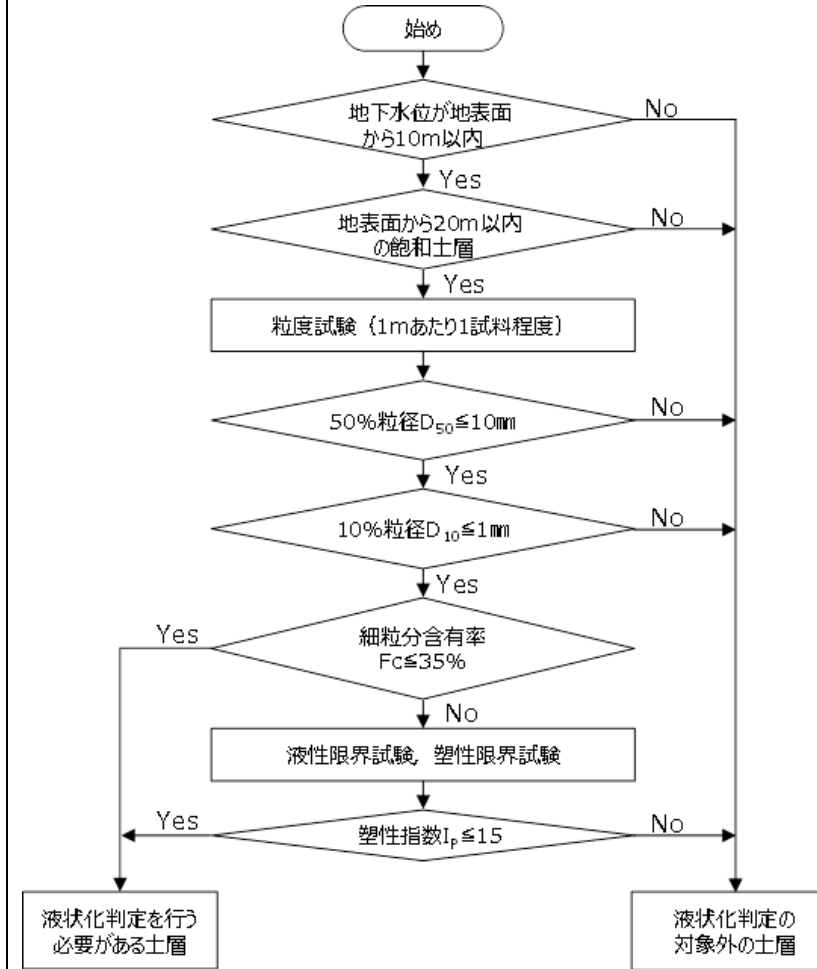 始め
地下水位が地表面
から10m以内
No
Yes
地表面から20m以内
の飽和土層
No
Yes
粒度試験（1mあたり1試料程度）
50%粒径D₅₀≦10㎜
No
Yes
10%粒径D₁₀≦1㎜
No
Yes
細粒分含有率
Fc≦35%
Yes
No
液性限界試験，塑性限界試験
Yes
塑性指数Iₚ≦15
No
液状化判定を行う
必要がある土層
液状化判定の
対象外の土層